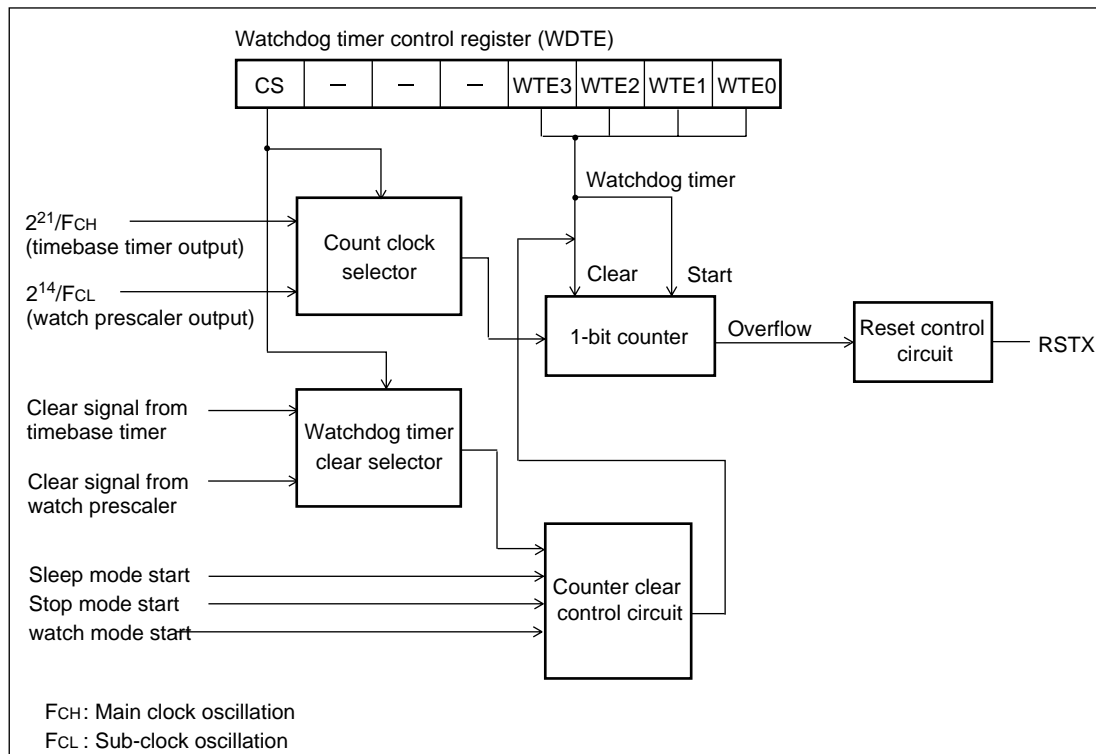 Watchdog timer control register (WDTE)
CS – – – WTE3 WTE2 WTE1 WTE0
Watchdog timer
2²¹/FCH
(timebase timer output)
Count clock
selector
2¹⁴/FCL
(watch prescaler output)
Clear
Start
1-bit counter
Overflow
Reset control
circuit
RSTX
Clear signal from
timebase timer
Watchdog timer
clear selector
Clear signal from
watch prescaler
Sleep mode start
Stop mode start
watch mode start
Counter clear
control circuit
FCH : Main clock oscillation
FCL : Sub-clock oscillation